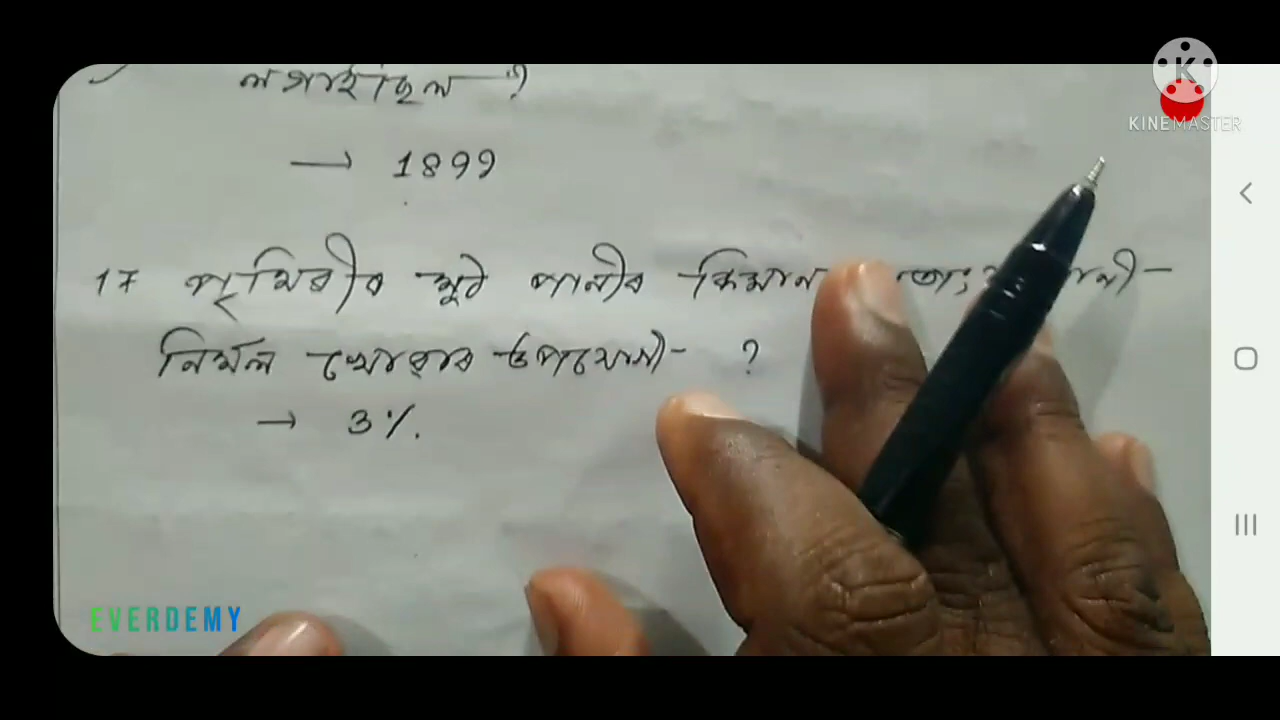 লগাইছিল ?
→ 1899
17 পৃথিৱীৰ মুঠ পানীৰ কিমান
নিৰ্মল খোৱাৰ উপযোগী- ?
→ 3%.
EVERDEMY
K
KINEMASTER